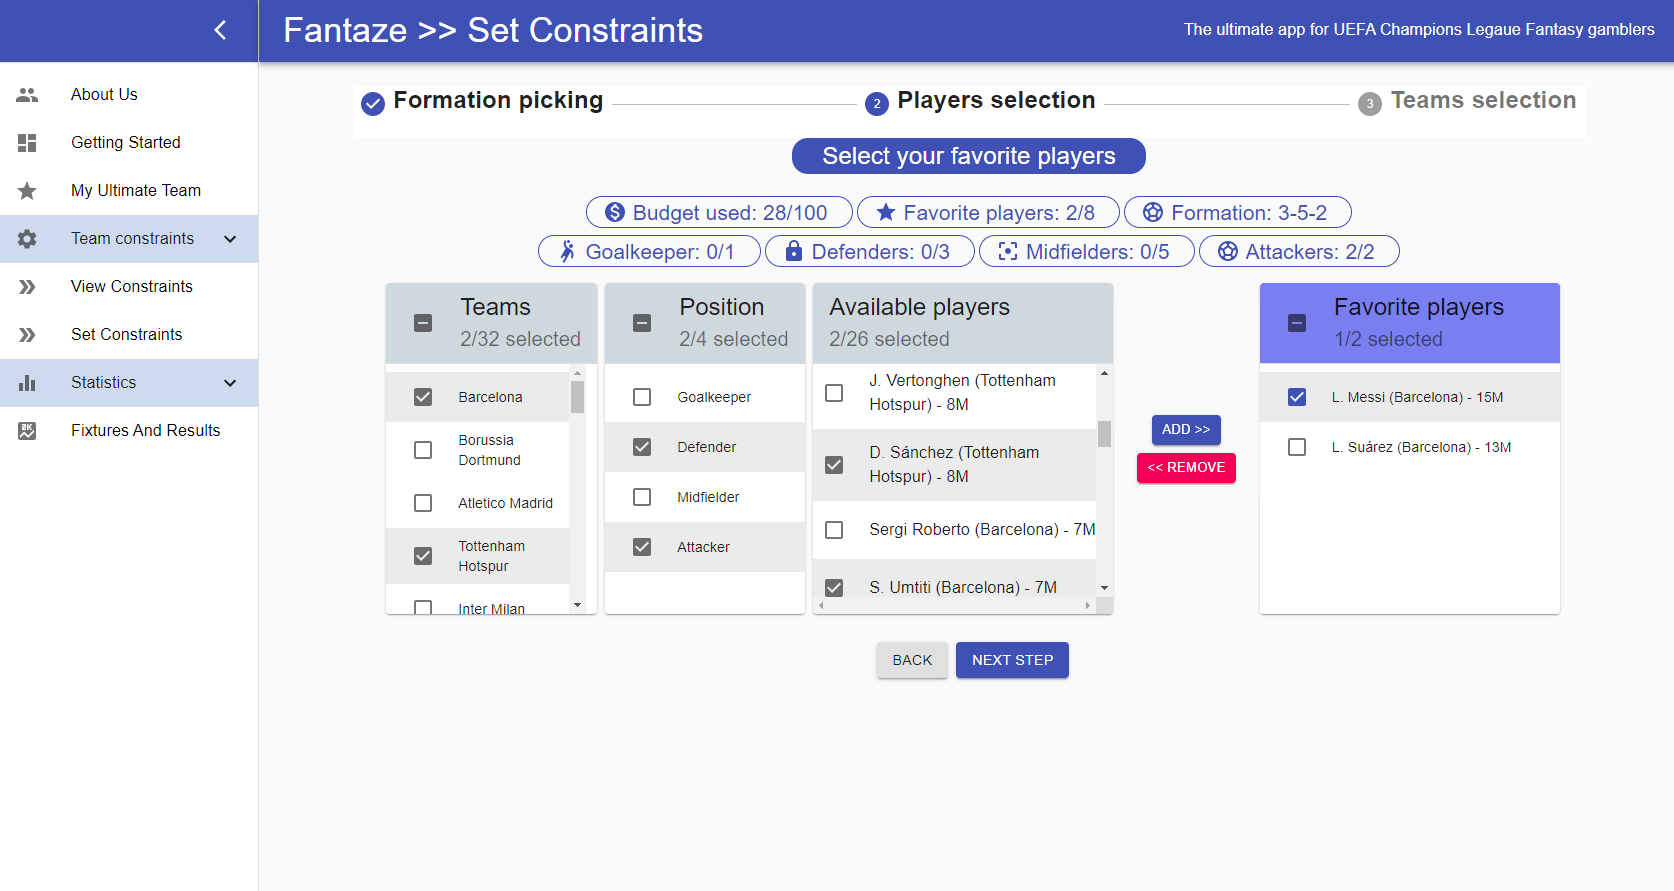 Fantaze >> Set Constraints
The ultimate app for UEFA Champions Legaue Fantasy gamblers
About Us
Getting Started
My Ultimate Team
Team constraints
View Constraints
Set Constraints
Statistics
Fixtures And Results
Formation picking
2 Players selection
3 Teams selection
Select your favorite players
Budget used: 28/100
Favorite players: 2/8
Formation: 3-5-2
Goalkeeper: 0/1
Defenders: 0/3
Midfielders: 0/5
Attackers: 2/2
Teams
2/32 selected
Barcelona
Borussia
Dortmund
Atletico Madrid
Tottenham
Hotspur
Inter Milan
Position
2/4 selected
Goalkeeper
Defender
Midfielder
Attacker
Available players
2/26 selected
J. Vertonghen (Tottenham
Hotspur) - 8M
D. Sánchez (Tottenham
Hotspur) - 8M
Sergi Roberto (Barcelona) - 7M
S. Umtiti (Barcelona) - 7M
ADD >>
<< REMOVE
Favorite players
1/2 selected
L. Messi (Barcelona) - 15M
L. Suárez (Barcelona) - 13M
BACK
NEXT STEP